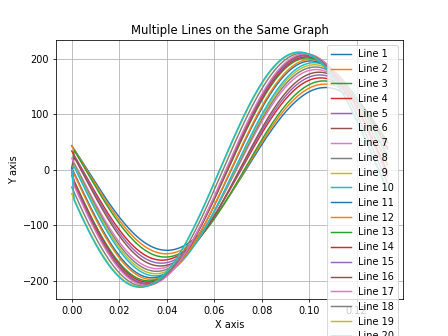 Multiple Lines on the Same Graph
Y axis
200
100
0
−100
−200
0.00
0.02
0.04
0.06
0.08
0.10
X axis
Line 1
Line 2
Line 3
Line 4
Line 5
Line 6
Line 7
Line 8
Line 9
Line 10
Line 11
Line 12
Line 13
Line 14
Line 15
Line 16
Line 17
Line 18
Line 19
Line 20